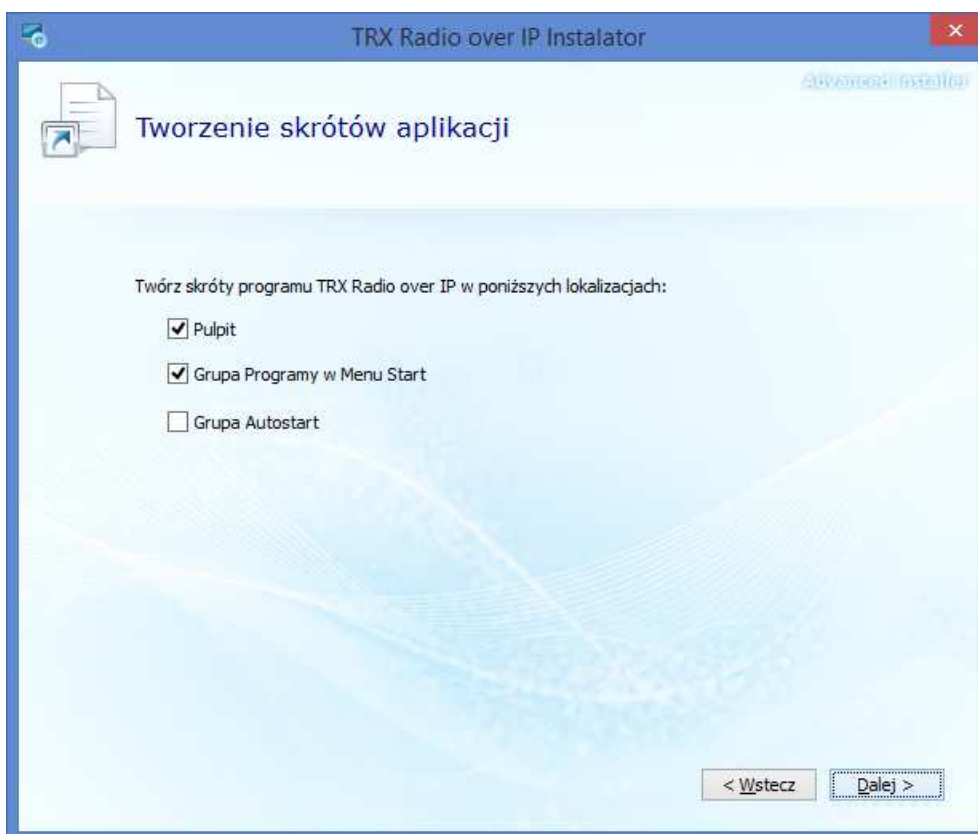 TRX Radio over IP Instalator
Advanced Installer
Tworzenie skrótów aplikacji
Twórz skróty programu TRX Radio over IP w poniższych lokalizacjach:
Pulpit
Grupa Programy w Menu Start
Grupa Autostart
< Wstecz
Dalej >